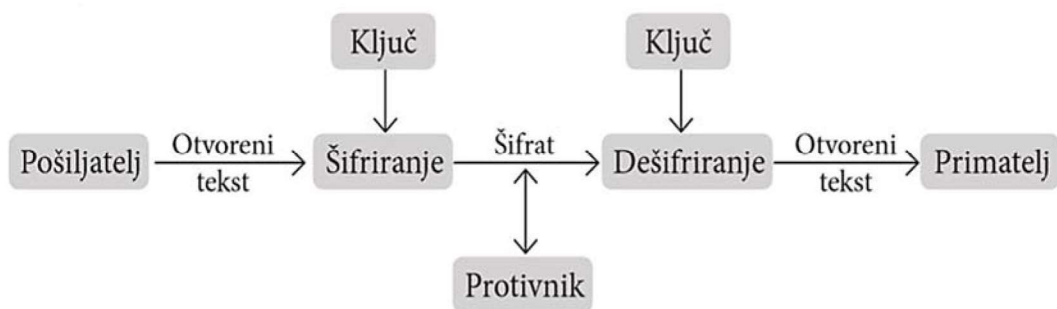 Ključ
Ključ
Pošiljatelj
Otvoreni
tekst
Šifriranje
Šifrat
Dešifriranje
Otvoreni
tekst
Primatelj
Protivnik